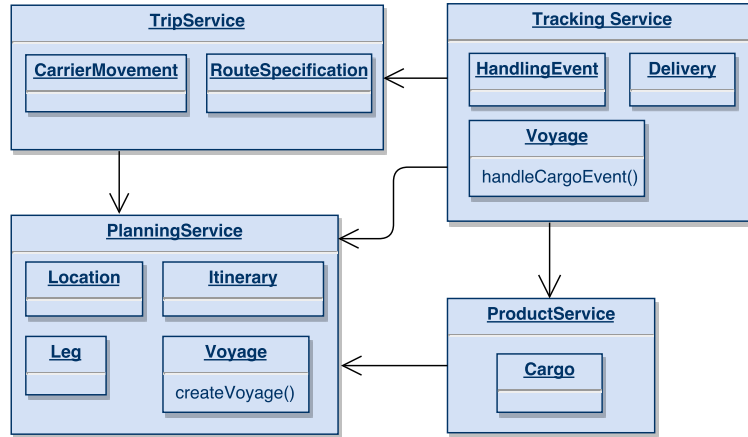 TripService
CarrierMovement
RouteSpecification
Tracking Service
HandlingEvent
Delivery
Voyage
handleCargoEvent()
PlanningService
Location
Itinerary
Leg
Voyage
createVoyage()
ProductService
Cargo